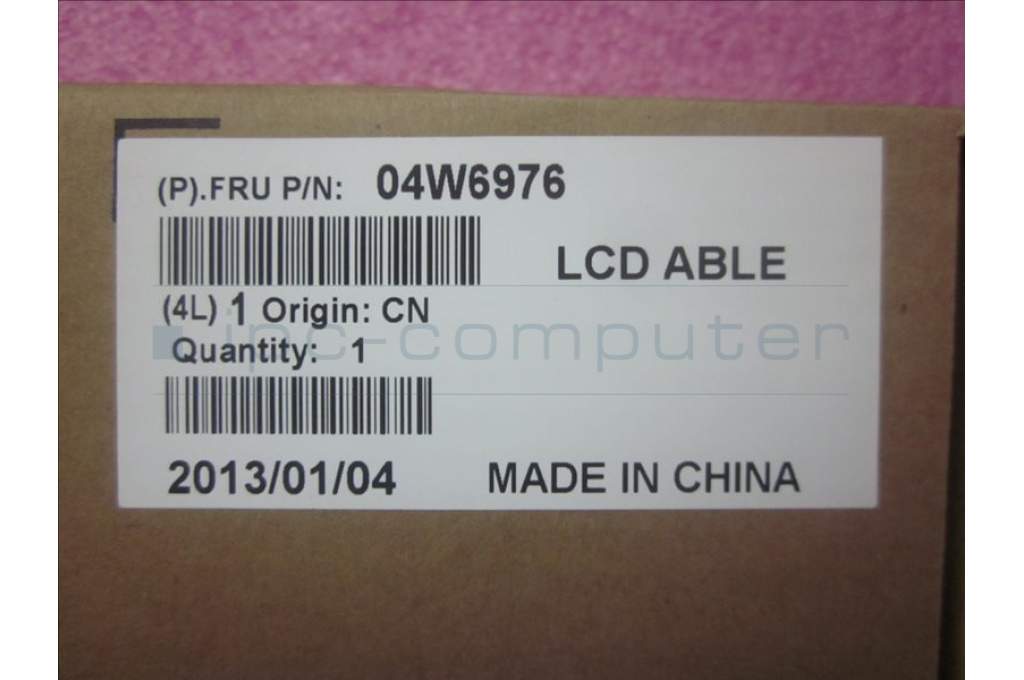 (P).FRU P/N: 04W6976
LCD ABLE
(4L) 1 Origin: CN
ipc-computer
Quantity: 1
2013/01/04 MADE IN CHINA